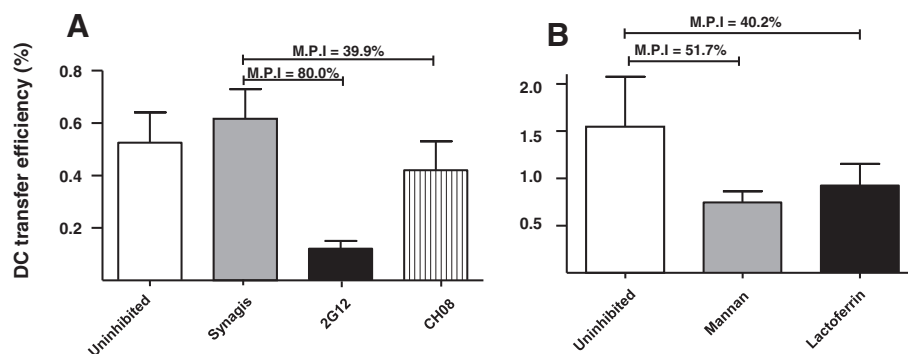 A
M.P.I = 39.9%
M.P.I = 80.0%
DC transfer efficiency (%)
0.8
0.6
0.4
0.2
Uninhibited
Synagis
2G12
CH08
B
M.P.I = 40.2%
M.P.I = 51.7%
2.0
1.5
1.0
0.5
Uninhibited
Mannan
Lactoferrin